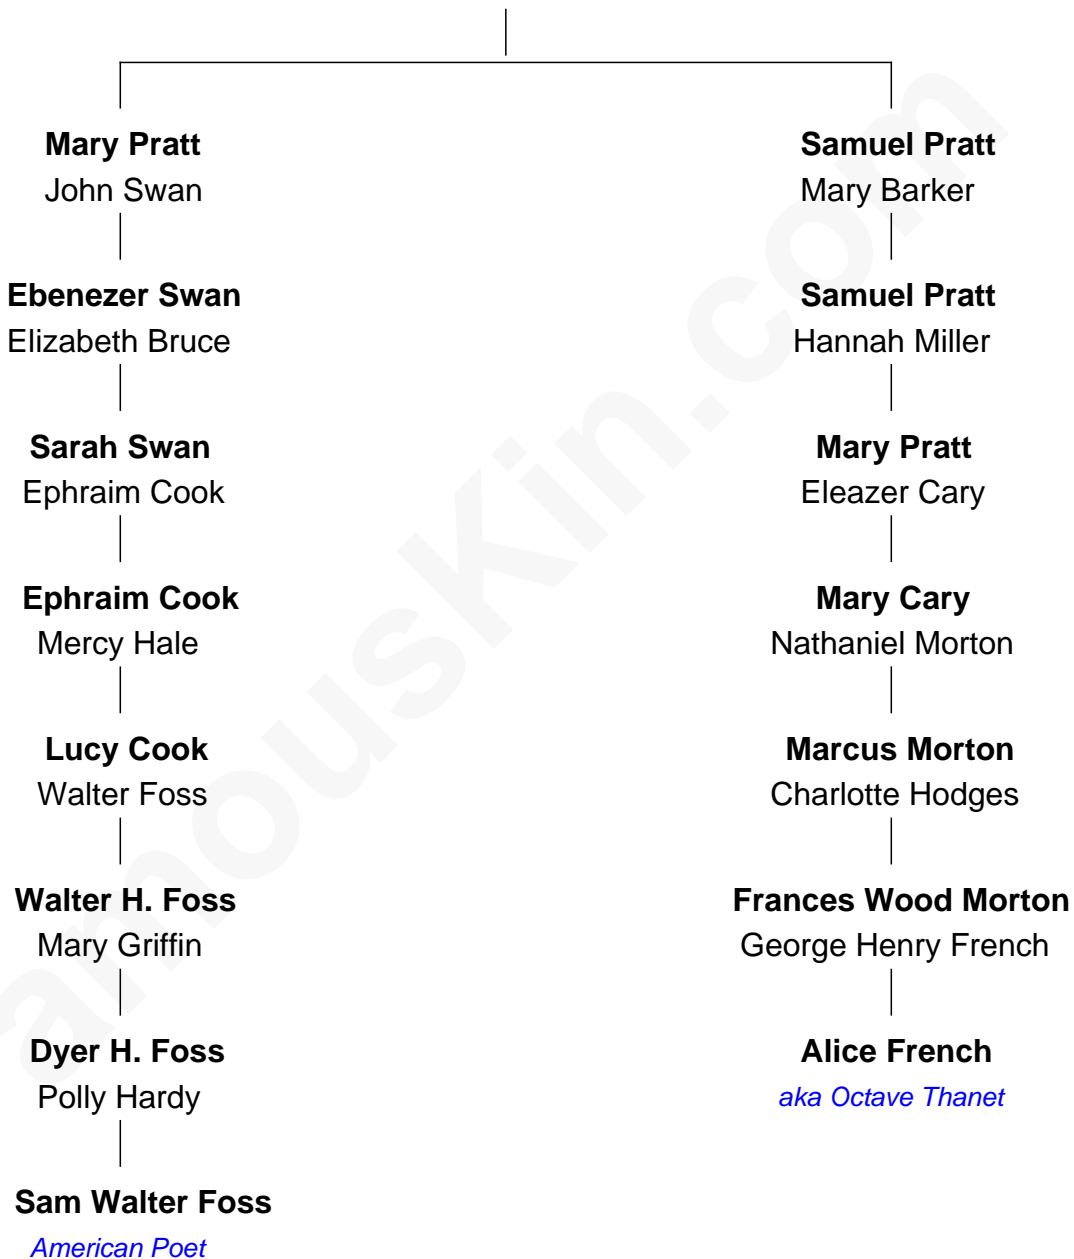 Mary Pratt
John Swan
Samuel Pratt
Mary Barker
Ebenezer Swan
Elizabeth Bruce
Samuel Pratt
Hannah Miller
Sarah Swan
Ephraim Cook
Mary Pratt
Eleazer Cary
Ephraim Cook
Mercy Hale
Mary Cary
Nathaniel Morton
Lucy Cook
Walter Foss
Marcus Morton
Charlotte Hodges
Walter H. Foss
Mary Griffin
Frances Wood Morton
George Henry French
Dyer H. Foss
Polly Hardy
Alice French
aka Octave Thanet
Sam Walter Foss
American Poet
amousKin.com